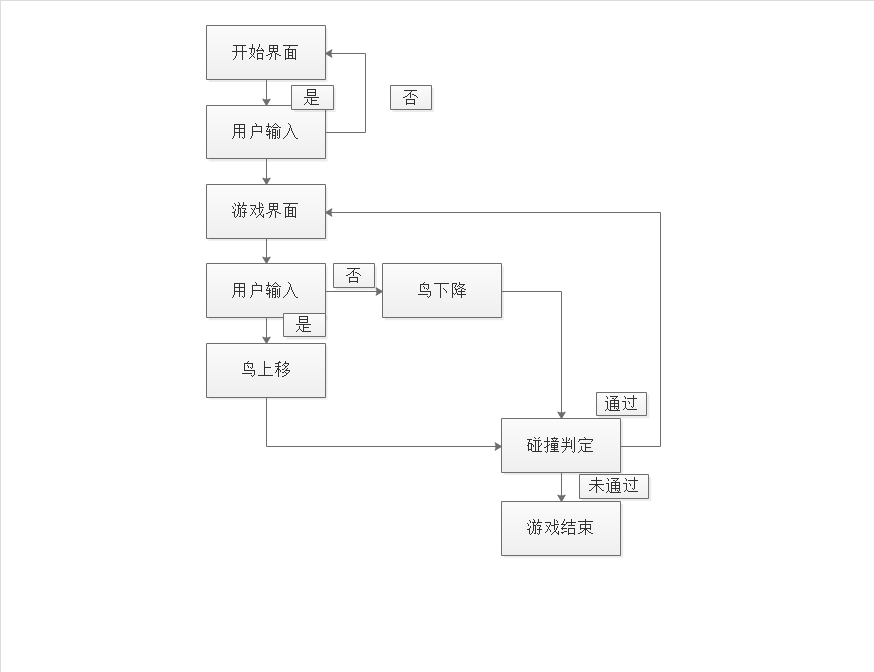 开始界面
是
否
用户输入
游戏界面
否
用户输入
鸟下降
是
鸟上移
通过
碰撞判定
未通过
游戏结束